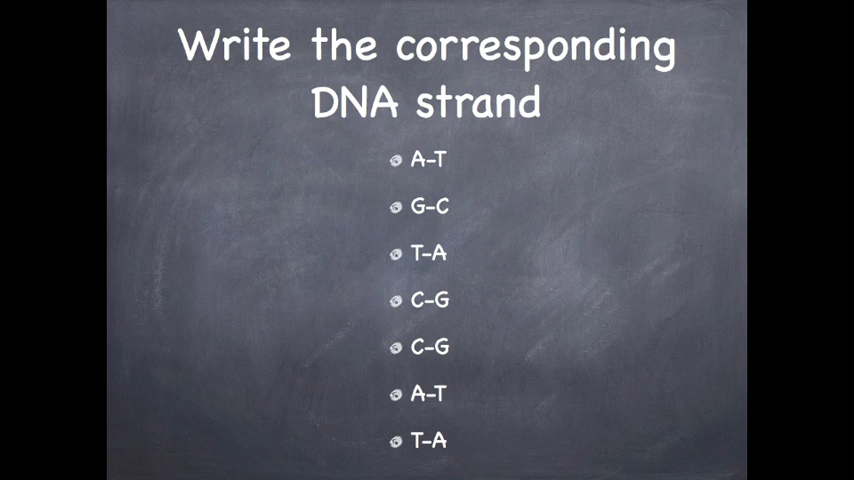 Write the corresponding
DNA strand
A-T
G-C
T-A
C-G
C-G
A-T
T-A